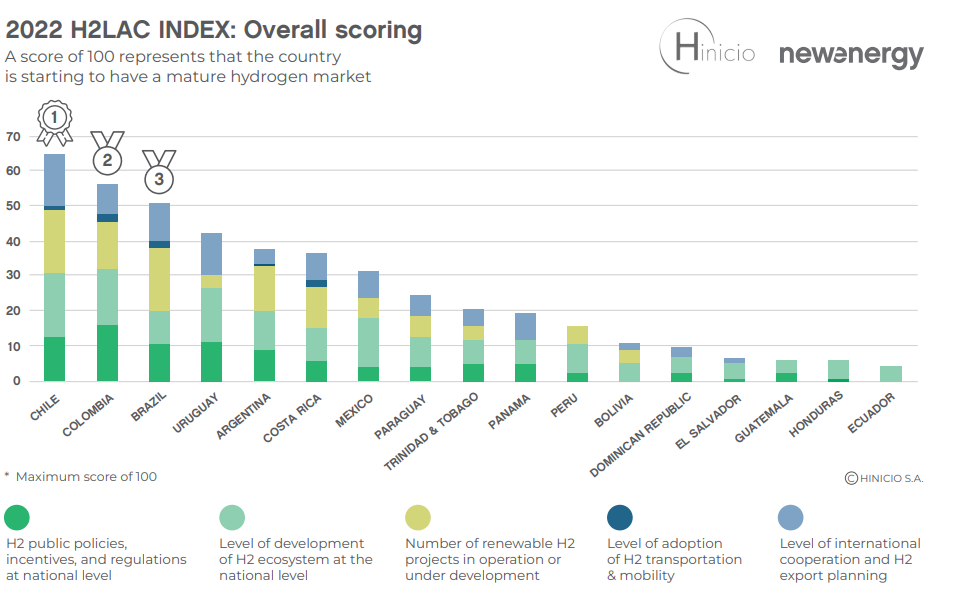 2022 H2LAC INDEX: Overall scoring
A score of 100 represents that the country
is starting to have a mature hydrogen market
Hinicio
newenergy
1
2
3
70
60
50
40
30
20
10
0
CHILE
COLOMBIA
BRAZIL
URUGUAY
ARGENTINA
COSTA RICA
MEXICO
PARAGUAY
TRINIDAD & TOBAGO
PANAMA
PERU
BOLIVIA
DOMINICAN REPUBLIC
EL SALVADOR
GUATEMALA
HONDURAS
ECUADOR
* Maximum score of 100
© HINICIO S.A.
H2 public policies,
incentives, and regulations
at national level
Level of development
of H2 ecosystem at the
national level
Number of renewable H2
projects in operation or
under development
Level of adoption
of H2 transportation
& mobility
Level of international
cooperation and H2
export planning